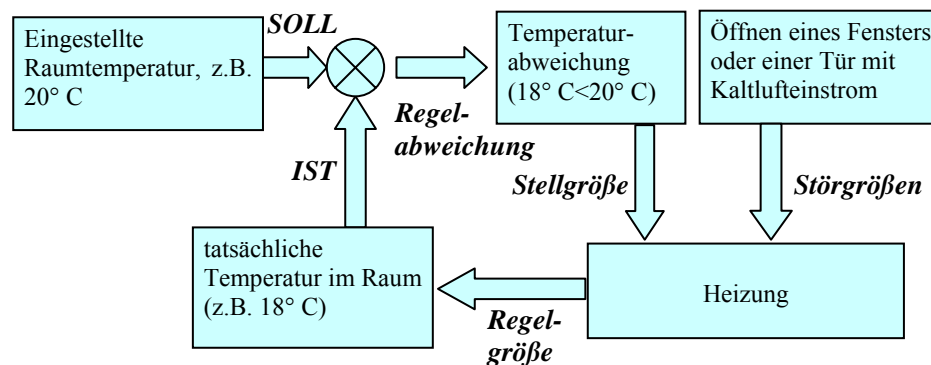 SOLL
Eingestellte
Raumtemperatur, z.B.
20° C
Temperatur-
abweichung
(18° C<20° C)
Öffnen eines Fensters
oder einer Tür mit
Kaltlufteinstrom
Regel-
abweichung
IST
Stellgröße
Störgrößen
tatsächliche
Temperatur im Raum
(z.B. 18° C)
Heizung
Regel-
größe